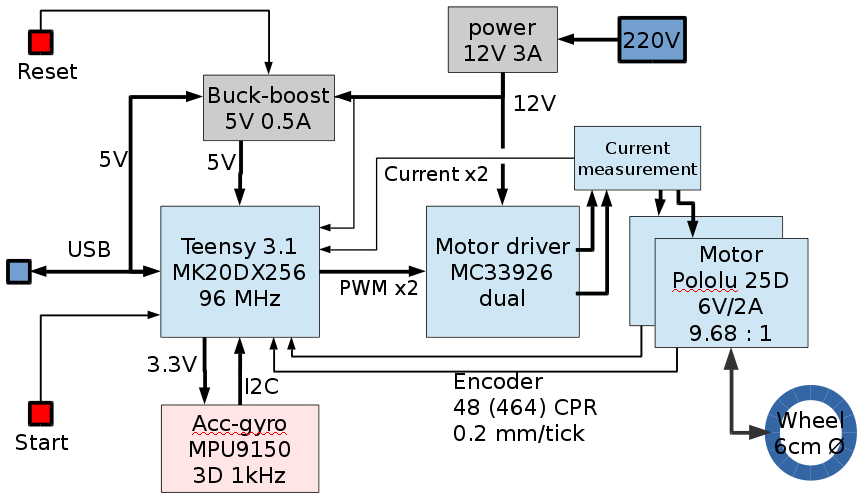 power
12V 3A
220V
Reset
Buck-boost
5V 0.5A
12V
5V
5V
Current x2
Current
measurement
USB
Teensy 3.1
MK20DX256
96 MHz
PWM x2
Motor driver
MC33926
dual
Motor
Pololu 25D
6V/2A
9.68 : 1
3.3V
I2C
Encoder
48 (464) CPR
0.2 mm/tick
Start
Acc-gyro
MPU9150
3D 1kHz
Wheel
6cm Ø